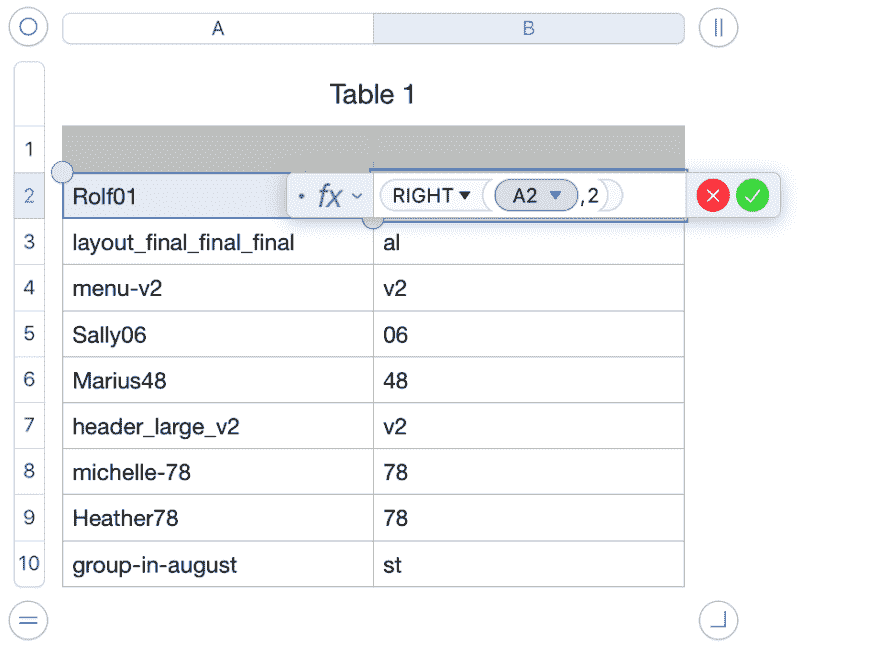 A B
Table 1
1
2 Rolf01 fx RIGHT ( A2 ,2 )
3 layout_final_final_final al
4 menu-v2 v2
5 Sally06 06
6 Marius48 48
7 header_large_v2 v2
8 michelle-78 78
9 Heather78 78
10 group-in-august st